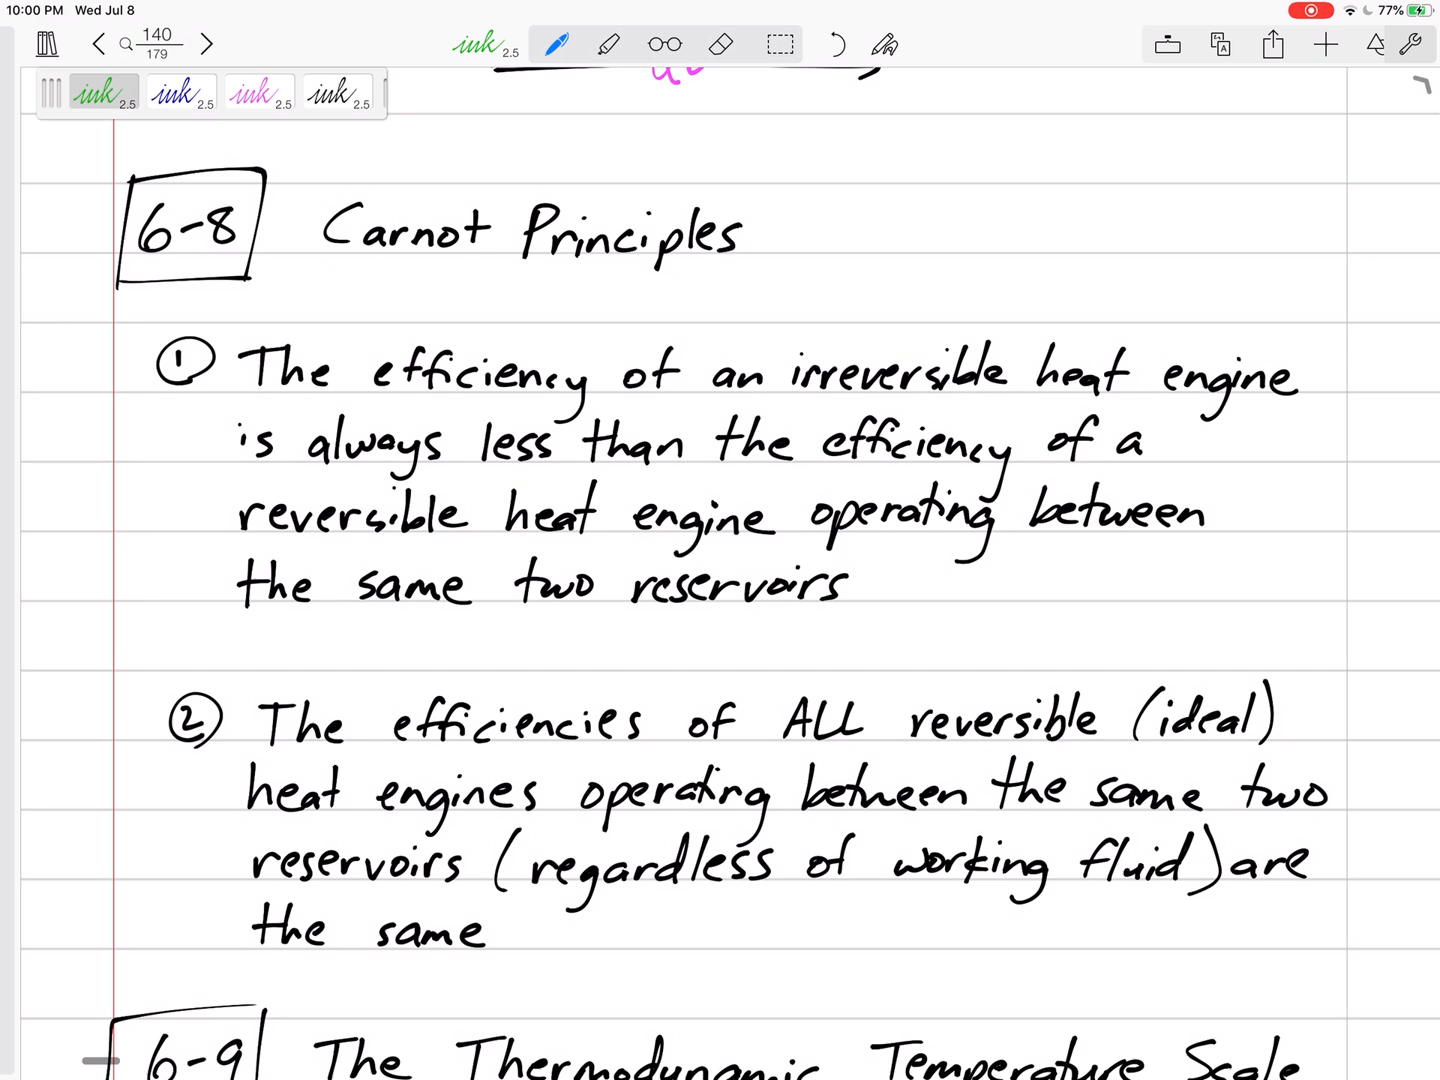 10:00 PM Wed Jul 8
77%
140
179
ink 2.5
ink 2.5 ink 2.5 ink 2.5 ink 2.5
6-8 Carnot Principles
① The efficiency of an irreversible heat engine
is always less than the efficiency of a
reversible heat engine operating between
the same two reservoirs
② The efficiencies of ALL reversible (ideal)
heat engines operating between the same two
reservoirs (regardless of working fluid) are
the same
6-9 The Thermodynamic Temperature Scale